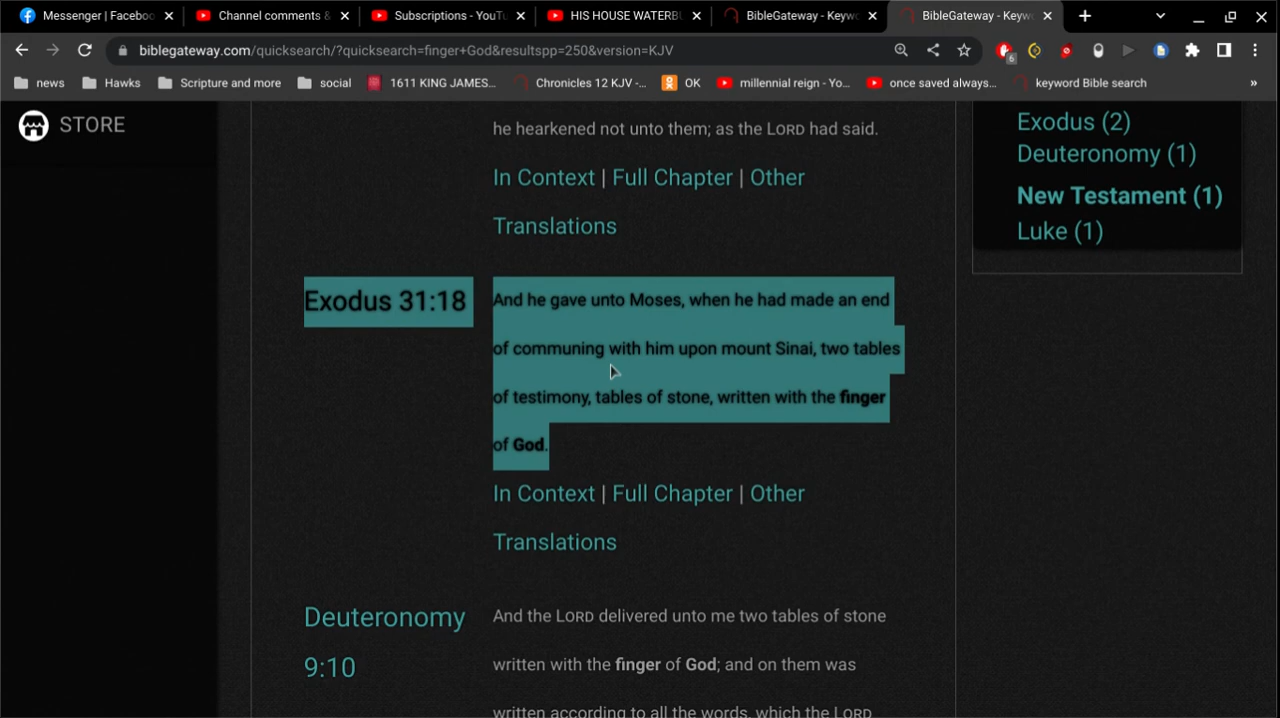 Messenger | Faceboo
Channel comments &
Subscriptions - YouTu
HIS HOUSE WATERBU
BibleGateway - Keyw
BibleGateway - Keyw
biblegateway.com/quicksearch/?quicksearch=finger+God&resultspp=250&version=KJV
6
news
Hawks
Scripture and more
social
1611 KING JAMES...
Chronicles 12 KJV -...
OK
millennial reign - Yo...
once saved always...
keyword Bible search
»
STORE
he hearkened not unto them; as the LORD had said.
In Context | Full Chapter | Other
Translations
Exodus 31:18
And he gave unto Moses, when he had made an end
of communing with him upon mount Sinai, two tables
of testimony, tables of stone, written with the finger
of God.
In Context | Full Chapter | Other
Translations
Deuteronomy
9:10
And the LORD delivered unto me two tables of stone
written with the finger of God; and on them was
written according to all the words, which the LORD
Exodus (2)
Deuteronomy (1)
New Testament (1)
Luke (1)